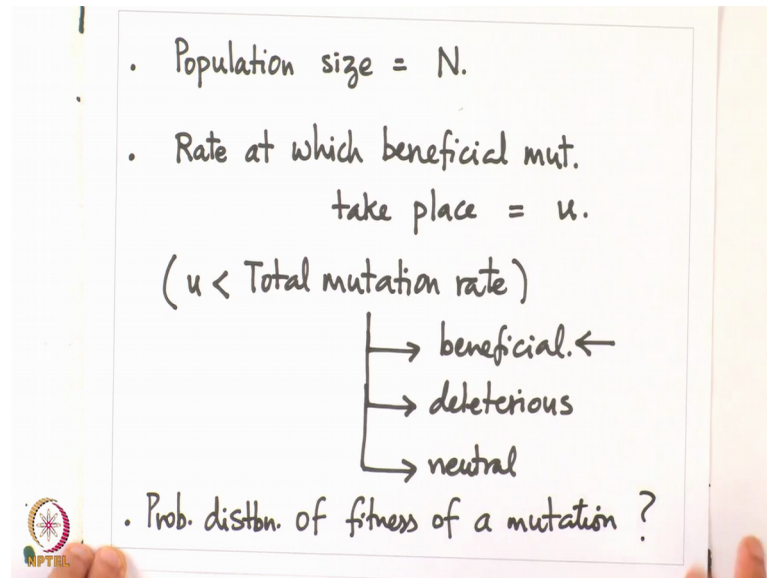 . Population size = N.
. Rate at which beneficial mut.
take place = u.
(u < Total mutation rate)
→ beneficial. ←
→ deleterious
→ neutral
. Prob. distbn. of fitness of a mutation ?
NPTEL